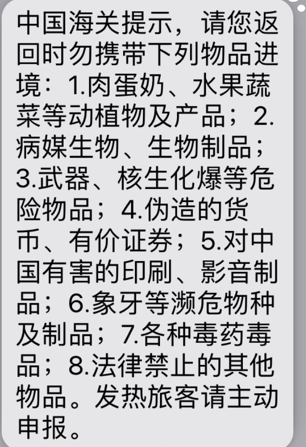 中国海关提示，请您返
回时勿携带下列物品进
境：1.肉蛋奶、水果蔬
菜等动植物及产品；2.
病媒生物、生物制品；
3.武器、核生化爆等危
险物品；4.伪造的货
币、有价证券；5.对中
国有害的印刷、影音制
品；6.象牙等濒危物种
及制品；7.各种毒药毒
品；8.法律禁止的其他
物品。发热旅客请主动
申报。